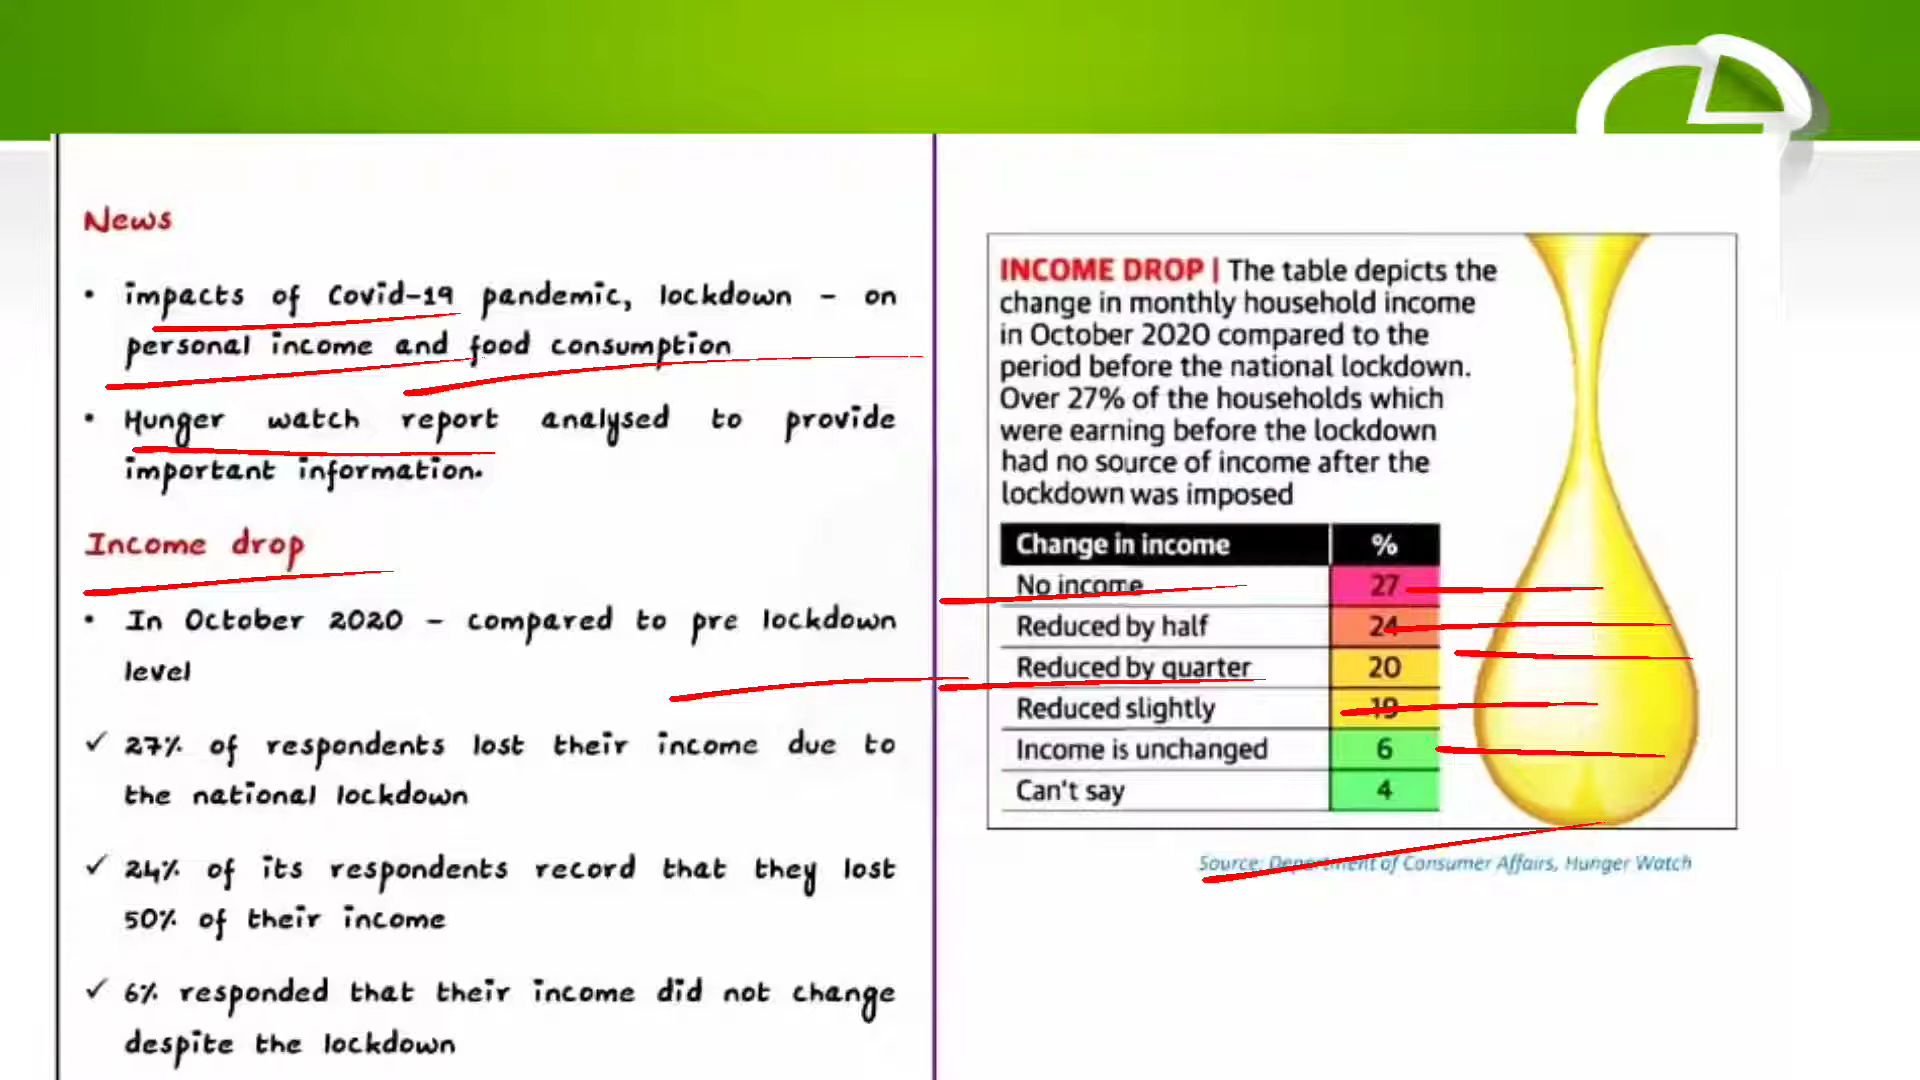 News
• impacts of Covid-19 pandemic, lockdown - on
personal income and food consumption
• Hunger watch report analysed to provide
important information.
Income drop
• In October 2020 - compared to pre lockdown
level
✓ 27% of respondents lost their income due to
the national lockdown
✓ 24% of its respondents record that they lost
50% of their income
✓ 6% responded that their income did not change
despite the lockdown
INCOME DROP | The table depicts the
change in monthly household income
in October 2020 compared to the
period before the national lockdown.
Over 27% of the households which
were earning before the lockdown
had no source of income after the
lockdown was imposed
Change in income %
No income 27
Reduced by half 24
Reduced by quarter 20
Reduced slightly 19
Income is unchanged 6
Can't say 4
Source: Department of Consumer Affairs, Hunger Watch